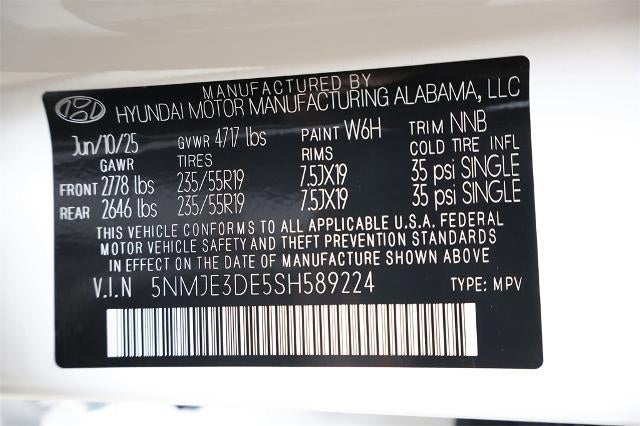 MANUFACTURED BY
HYUNDAI MOTOR MANUFACTURING ALABAMA, LLC
Jun/10/25 GVWR 4717 lbs PAINT W6H TRIM NNB
GAWR TIRES RIMS COLD TIRE INFL
FRONT 2778 lbs 235/55R19 7.5JX19 35 psi SINGLE
REAR 2646 lbs 235/55R19 7.5JX19 35 psi SINGLE
THIS VEHICLE CONFORMS TO ALL APPLICABLE U.S.A. FEDERAL
MOTOR VEHICLE SAFETY AND THEFT PREVENTION STANDARDS
IN EFFECT ON THE DATE OF MANUFACTURE SHOWN ABOVE
V.I.N 5NMJE3DE5SH589224 TYPE: MPV